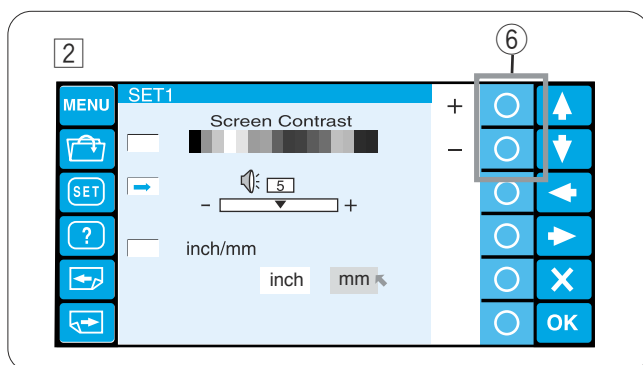 2
6
MENU
SET1
+
Screen Contrast
−
SET
5
- +
?
inch/mm
inch mm
OK